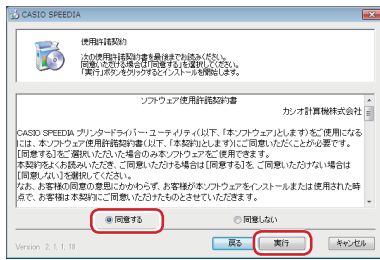 CASIO SPEEDIA
使用許諾契約
次の使用許諾契約書を最後までお読みください。
同意いただける場合は「同意する」を選択してください。
「実行」ボタンをクリックするとインストールを開始します。
ソフトウェア使用許諾契約書
カシオ計算機株式会社
CASIO SPEEDIA プリンタードライバー・ユーティリティ(以下、「本ソフトウェア」とします)をご使用になる
には、本ソフトウェア使用許諾契約(以下、「本契約」とします)にご同意いただくことが必要です。
[同意する]をご選択いただいた場合のみ本ソフトウェアをご使用できます。
本契約をよくお読みいただき、ご同意いただける場合は[同意する]を、ご同意いただけない場合は
[同意しない]を選択してください。
なお、お客様の同意の意思にかかわらず、お客様が本ソフトウェアをインストールまたは使用された時
点で、お客様は本契約にご同意いただけたものとさせていただきます。
同意する
同意しない
Version 2, 1, 1, 18
戻る
実行
キャンセル